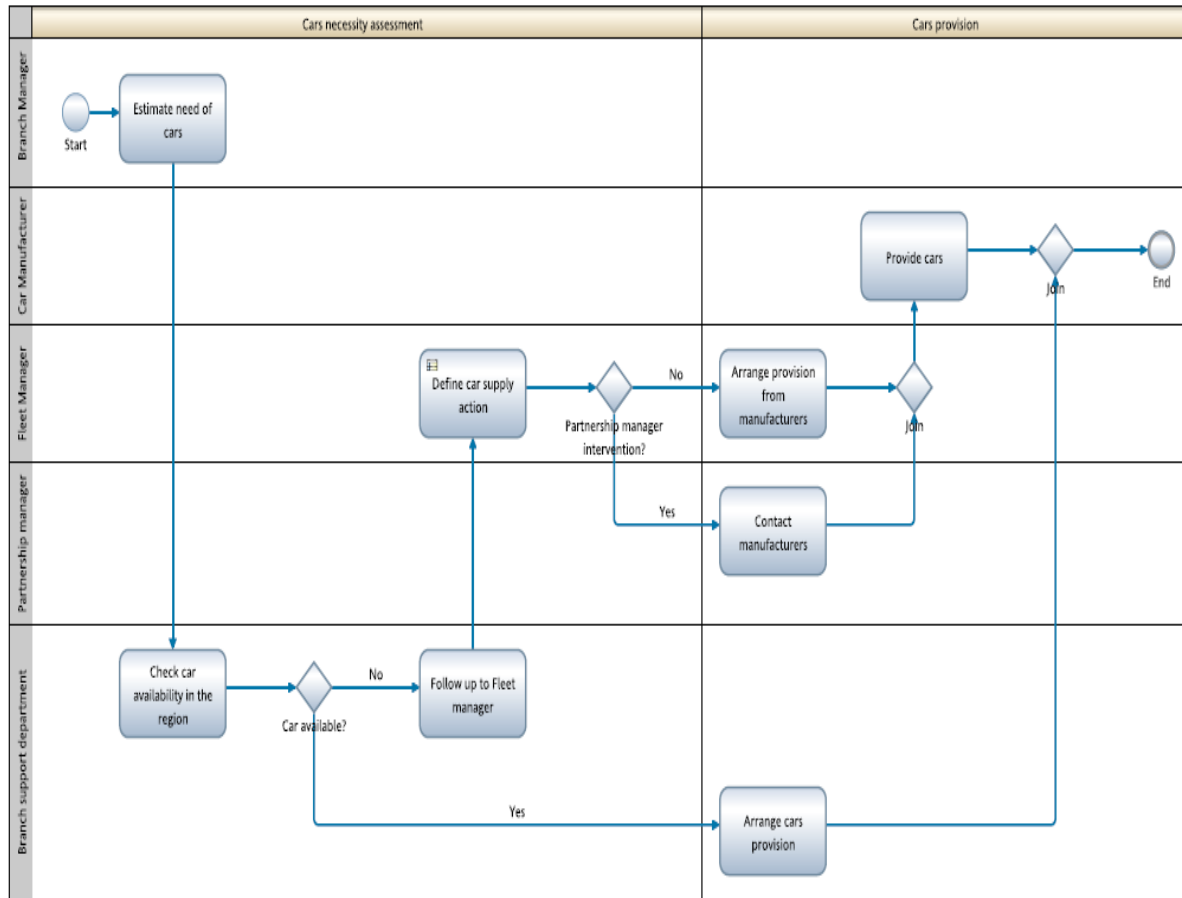 Cars necessity assessment
Cars provision
Branch Manager
Start
Estimate need of
cars
Car Manufacturer
Provide cars
Join
End
Fleet Manager
Define car supply
action
Partnership manager
intervention?
No
Arrange provision
from
manufacturers
Join
Partnership manager
Yes
Contact
manufacturers
Branch support department
Check car
availability in the
region
Car available?
No
Follow up to Fleet
manager
Yes
Arrange cars
provision